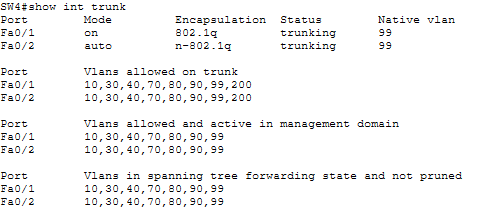 SW4#show int trunk
Port Mode Encapsulation Status Native vlan
Fa0/1 on 802.1q trunking 99
Fa0/2 auto n-802.1q trunking 99
Port Vlans allowed on trunk
Fa0/1 10,30,40,70,80,90,99,200
Fa0/2 10,30,40,70,80,90,99,200
Port Vlans allowed and active in management domain
Fa0/1 10,30,40,70,80,90,99
Fa0/2 10,30,40,70,80,90,99
Port Vlans in spanning tree forwarding state and not pruned
Fa0/1 10,30,40,70,80,90,99
Fa0/2 10,30,40,70,80,90,99